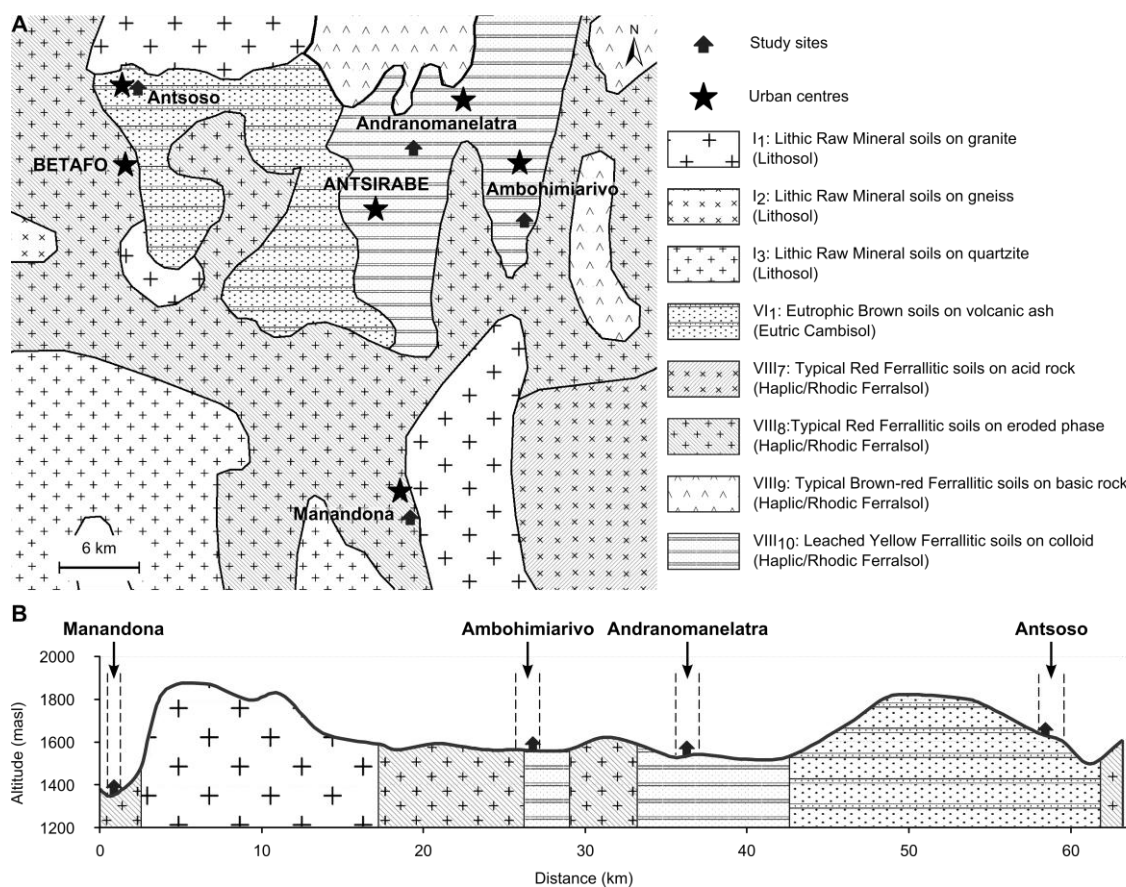 A
N
Antsoso
Andranomanelatra
BETAFO
ANTSIRABE
Ambohimiarivo
Manandona
6 km
Study sites
Urban centres
I1: Lithic Raw Mineral soils on granite
(Lithosol)
I2: Lithic Raw Mineral soils on gneiss
(Lithosol)
I3: Lithic Raw Mineral soils on quartzite
(Lithosol)
VI1: Eutrophic Brown soils on volcanic ash
(Eutric Cambisol)
VIII7: Typical Red Ferrallitic soils on acid rock
(Haplic/Rhodic Ferralsol)
VIII8:Typical Red Ferrallitic soils on eroded phase
(Haplic/Rhodic Ferralsol)
VIII9: Typical Brown-red Ferrallitic soils on basic rock
(Haplic/Rhodic Ferralsol)
VIII10: Leached Yellow Ferrallitic soils on colloid
(Haplic/Rhodic Ferralsol)
B
Manandona Ambohimiarivo Andranomanelatra Antsoso
2000
1800
1600
1400
1200
Altitude (masl)
0 10 20 30 40 50 60
Distance (km)